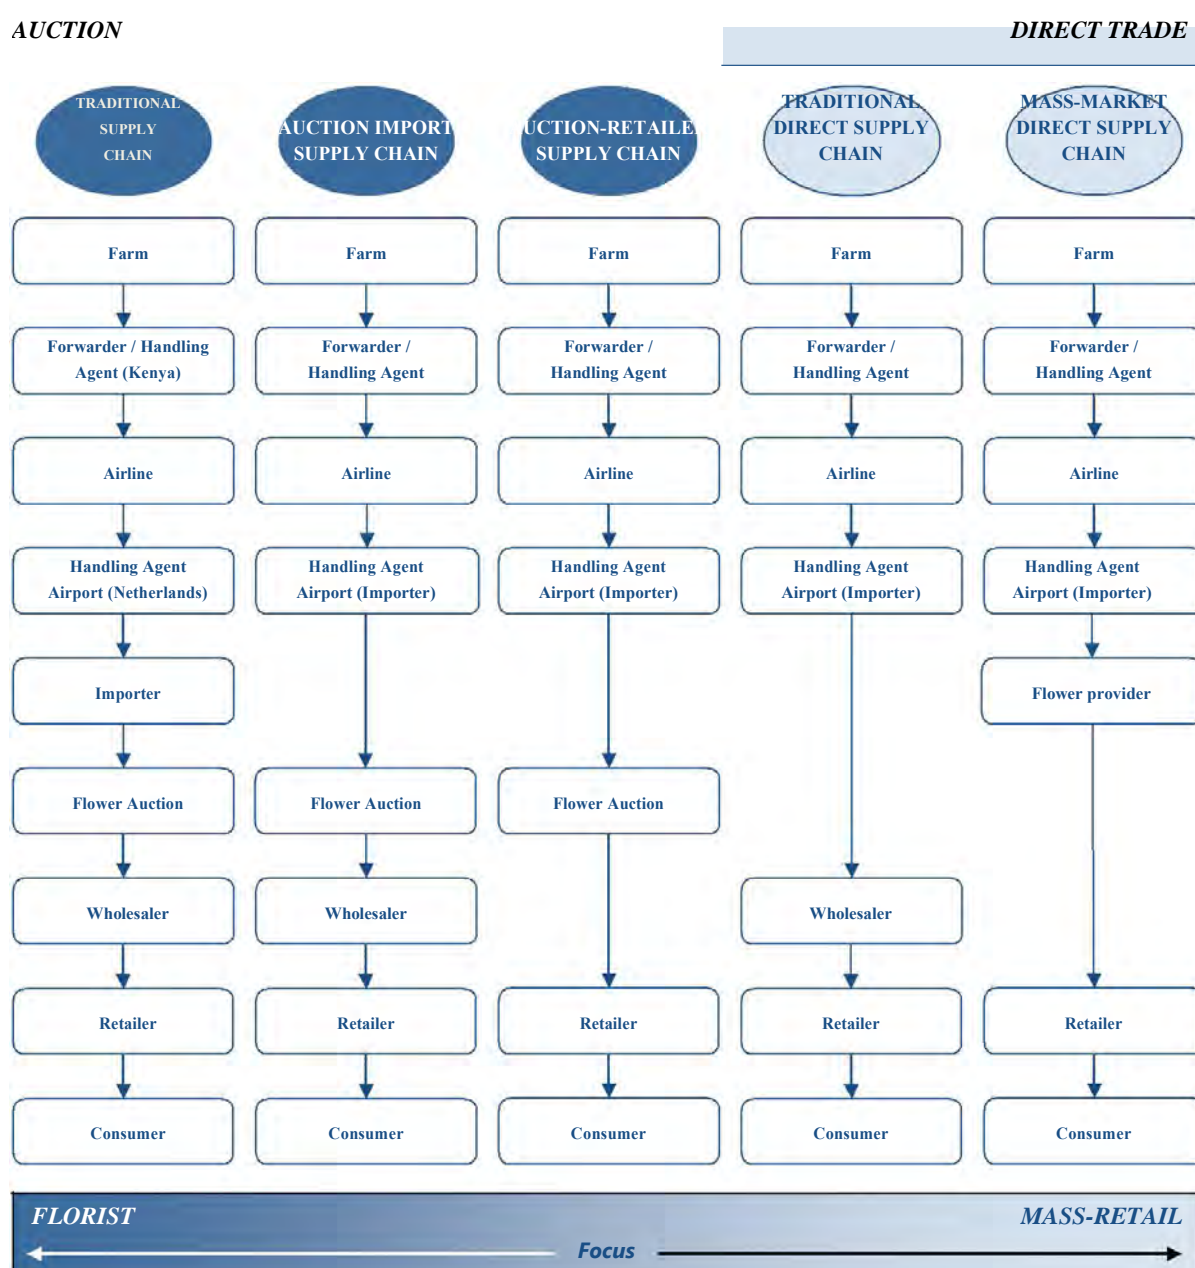 AUCTION
DIRECT TRADE
TRADITIONAL
SUPPLY
CHAIN
AUCTION IMPORT
SUPPLY CHAIN
UCTION-RETAILE
SUPPLY CHAIN
TRADITIONAL
DIRECT SUPPLY
CHAIN
MASS-MARKET
DIRECT SUPPLY
CHAIN
Farm
Farm
Farm
Farm
Farm
Forwarder / Handling
Agent (Kenya)
Forwarder /
Handling Agent
Forwarder /
Handling Agent
Forwarder /
Handling Agent
Forwarder /
Handling Agent
Airline
Airline
Airline
Airline
Airline
Handling Agent
Airport (Netherlands)
Handling Agent
Airport (Importer)
Handling Agent
Airport (Importer)
Handling Agent
Airport (Importer)
Handling Agent
Airport (Importer)
Importer
Flower provider
Flower Auction
Flower Auction
Flower Auction
Wholesaler
Wholesaler
Wholesaler
Retailer
Retailer
Retailer
Retailer
Retailer
Consumer
Consumer
Consumer
Consumer
Consumer
FLORIST
MASS-RETAIL
Focus